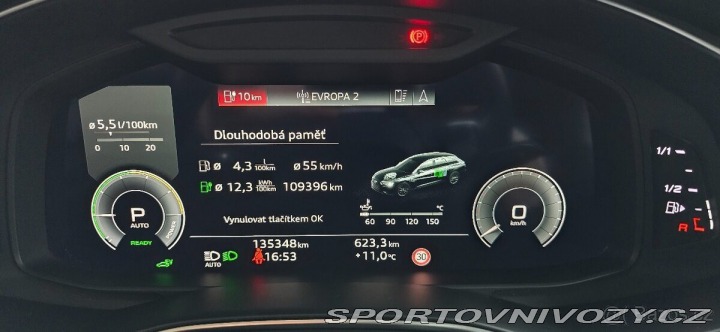 P
10 km
EVROPA 2
ø 5,5 l/100km
0 10 20
Dlouhodobá paměť
ø 4,3 l/100km ø 55 km/h
ø 12,3 kWh/100km 109396 km
°C
60 90 120 150
Vynulovat tlačítkem OK
P
AUTO
READY
0
km/h
1/1
1/2
R
135348 km 623,3 km
AUTO 16:53 +11,0 °C 30
SPORTOVNIVOZY.CZ